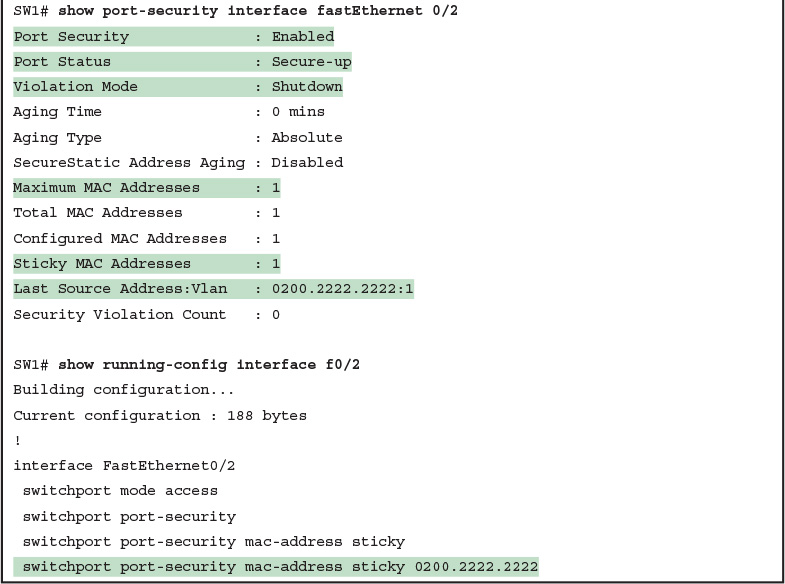 SW1# show port-security interface fastEthernet 0/2
Port Security              : Enabled
Port Status                : Secure-up
Violation Mode             : Shutdown
Aging Time                 : 0 mins
Aging Type                 : Absolute
SecureStatic Address Aging : Disabled
Maximum MAC Addresses      : 1
Total MAC Addresses        : 1
Configured MAC Addresses   : 1
Sticky MAC Addresses       : 1
Last Source Address:Vlan   : 0200.2222.2222:1
Security Violation Count   : 0

SW1# show running-config interface f0/2
Building configuration...
Current configuration : 188 bytes
!
interface FastEthernet0/2
 switchport mode access
 switchport port-security
 switchport port-security mac-address sticky
 switchport port-security mac-address sticky 0200.2222.2222